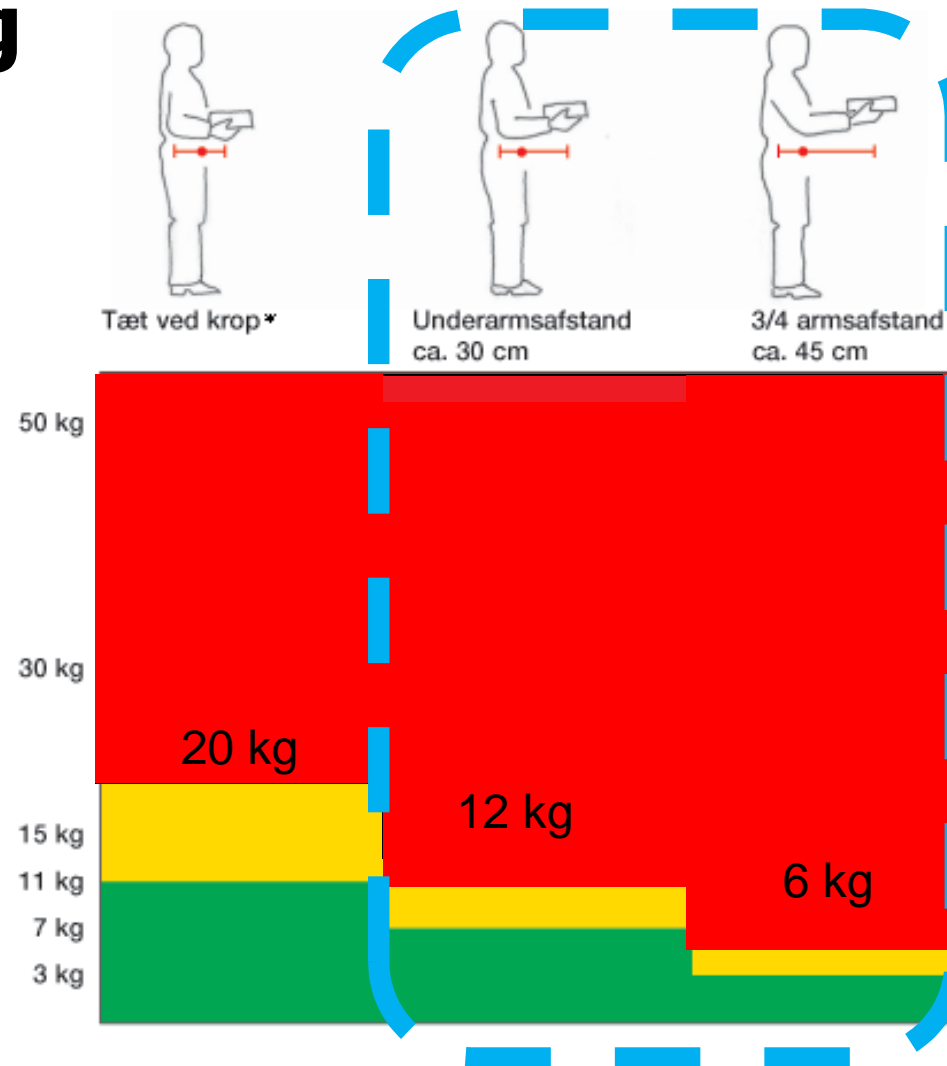 g
Tæt ved krop*
Underarmsafstand
ca. 30 cm
3/4 armsafstand
ca. 45 cm
50 kg
30 kg
20 kg
12 kg
15 kg
11 kg
6 kg
7 kg
3 kg